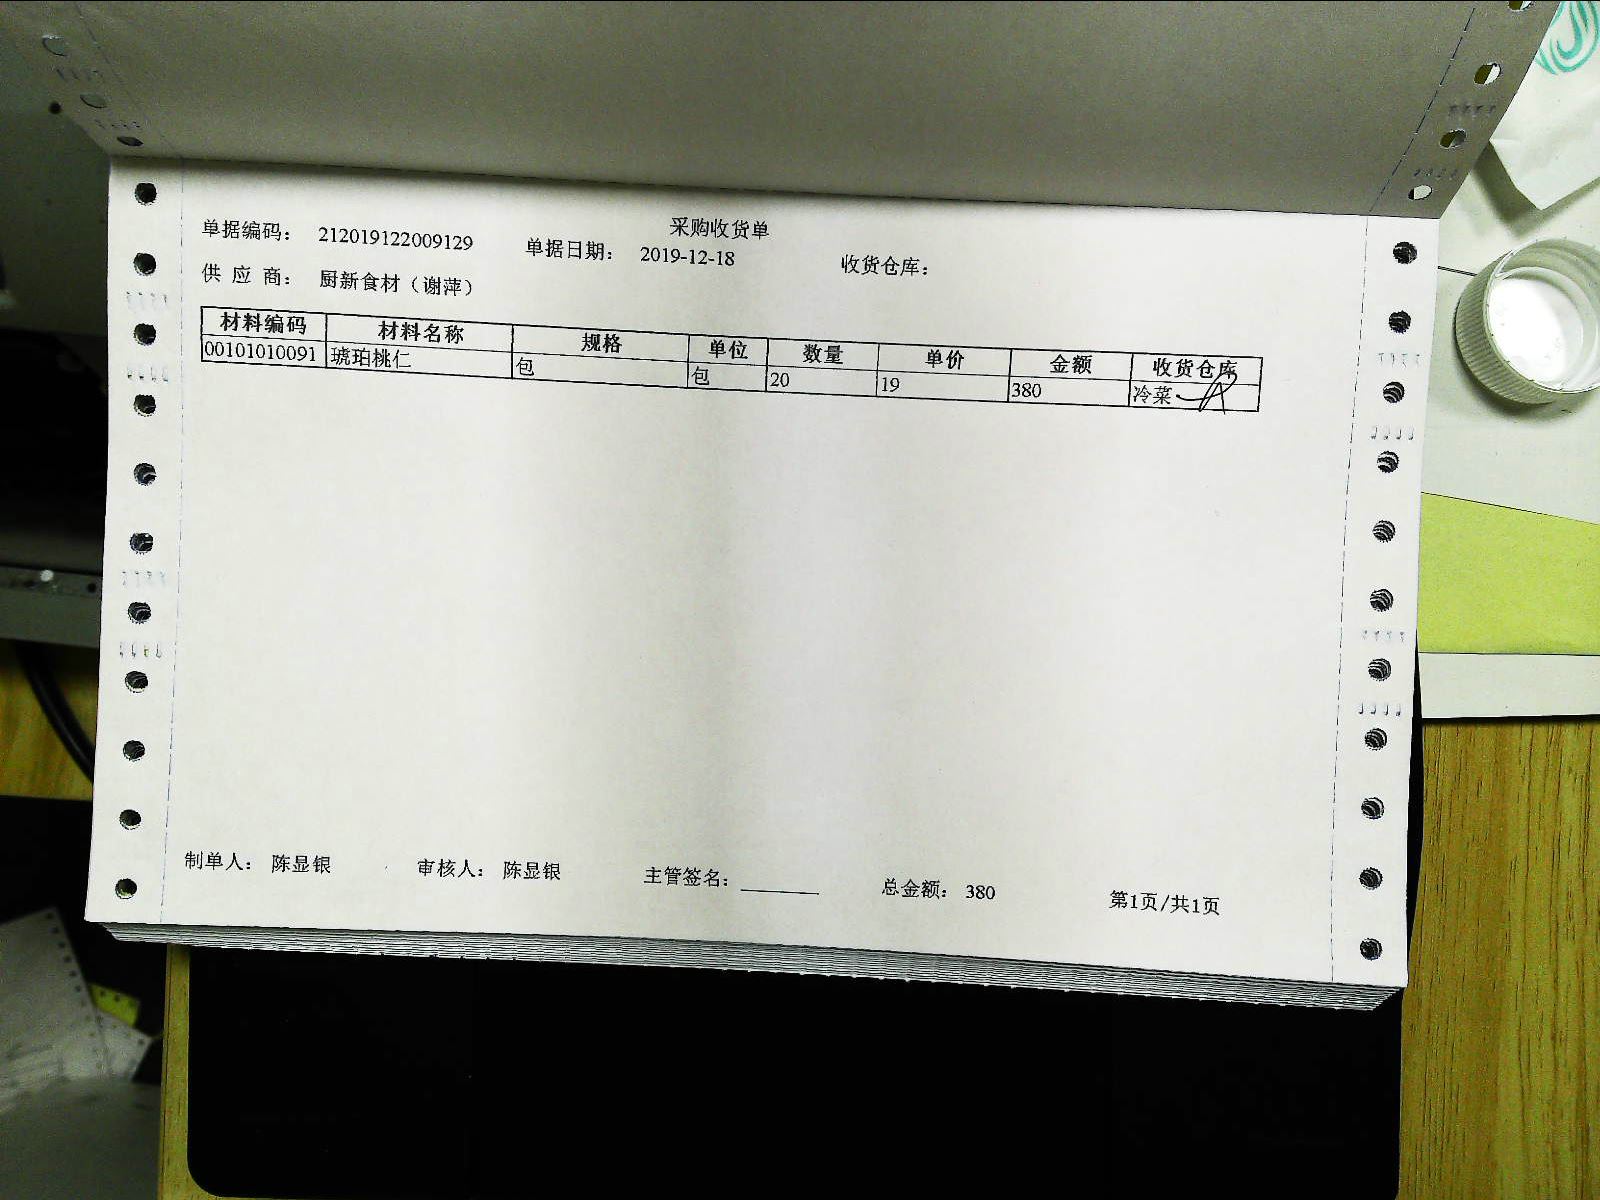 采购收货单
单据编码： 212019122009129 单据日期： 2019-12-18 收货仓库：
供 应 商： 厨新食材（谢萍）
材料编码 材料名称 规格 单位 数量 单价 金额 收货仓库
00101010091 琥珀桃仁 包 包 20 19 380 冷菜
制单人： 陈显银 审核人： 陈显银 主管签名： 总金额： 380 第1页/共1页